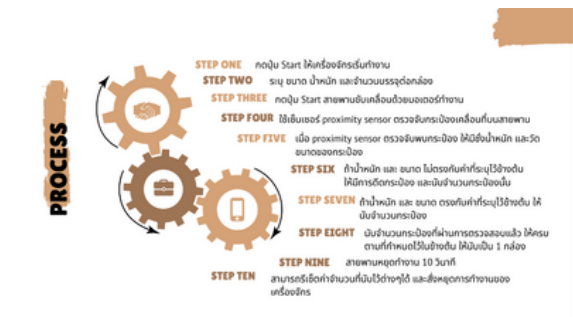 PROCESS
STEP ONE กดปุ่ม Start ให้เครื่องจักรเริ่มทำงาน
STEP TWO ระบุ ขนาด น้ำหนัก และจำนวนบรรจุต่อกล่อง
STEP THREE กดปุ่ม Start สายพานขับเคลื่อนด้วยมอเตอร์ทำงาน
STEP FOUR ใช้เซ็นเซอร์ proximity sensor ตรวจจับกระป๋องเคลื่อนที่บนสายพาน
STEP FIVE เมื่อ proximity sensor ตรวจจับพบกระป๋อง ให้มีชั่งน้ำหนัก และวัด
ขนาดของกระป๋อง
STEP SIX ถ้าน้ำหนัก และ ขนาด ไม่ตรงกับค่าที่ระบุไว้ข้างต้น
ให้มีการดีดกระป๋อง และนับจำนวนกระป๋องนั้น
STEP SEVEN ถ้าน้ำหนัก และ ขนาด ตรงกับค่าที่ระบุไว้ข้างต้น ให้
นับจำนวนกระป๋อง
STEP EIGHT นับจำนวนกระป๋องที่ผ่านการตรวจสอบแล้ว ให้ครบ
ตามที่กำหนดไว้ในข้างต้น ให้นับเป็น 1 กล่อง
STEP NINE สายพานหยุดทำงาน 10 วินาที
STEP TEN สามารถรีเซ็ตค่าจำนวนที่นับไว้ต่างๆได้ และสั่งหยุดการทำงานของ
เครื่องจักร